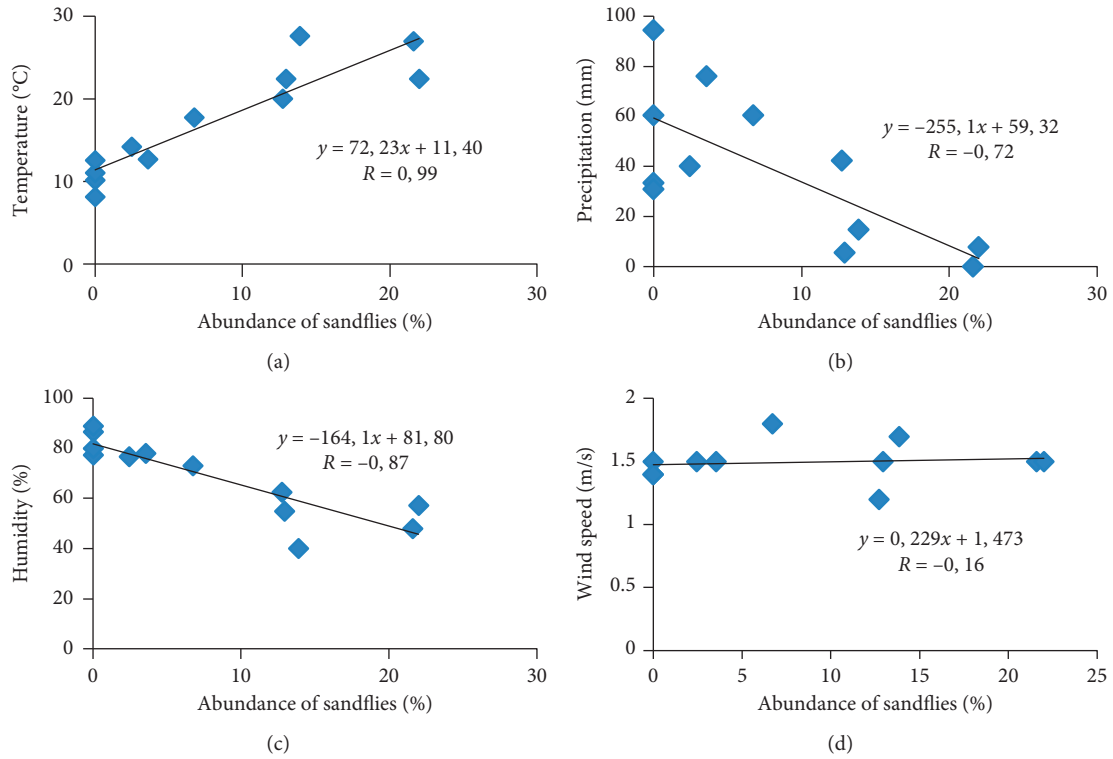 30
20
10
0
Temperature (°C)
y = 72, 23x + 11, 40
R = 0, 99
0 10 20 30
Abundance of sandflies (%)
(a)
100
80
60
40
20
0
Precipitation (mm)
y = –255, 1x + 59, 32
R = –0, 72
0 10 20 30
Abundance of sandflies (%)
(b)
100
80
60
40
20
0
Humidity (%)
y = –164, 1x + 81, 80
R = –0, 87
0 10 20 30
Abundance of sandflies (%)
(c)
2
1.5
1
0.5
0
Wind speed (m/s)
y = 0, 229x + 1, 473
R = –0, 16
0 5 10 15 20 25
Abundance of sandflies (%)
(d)